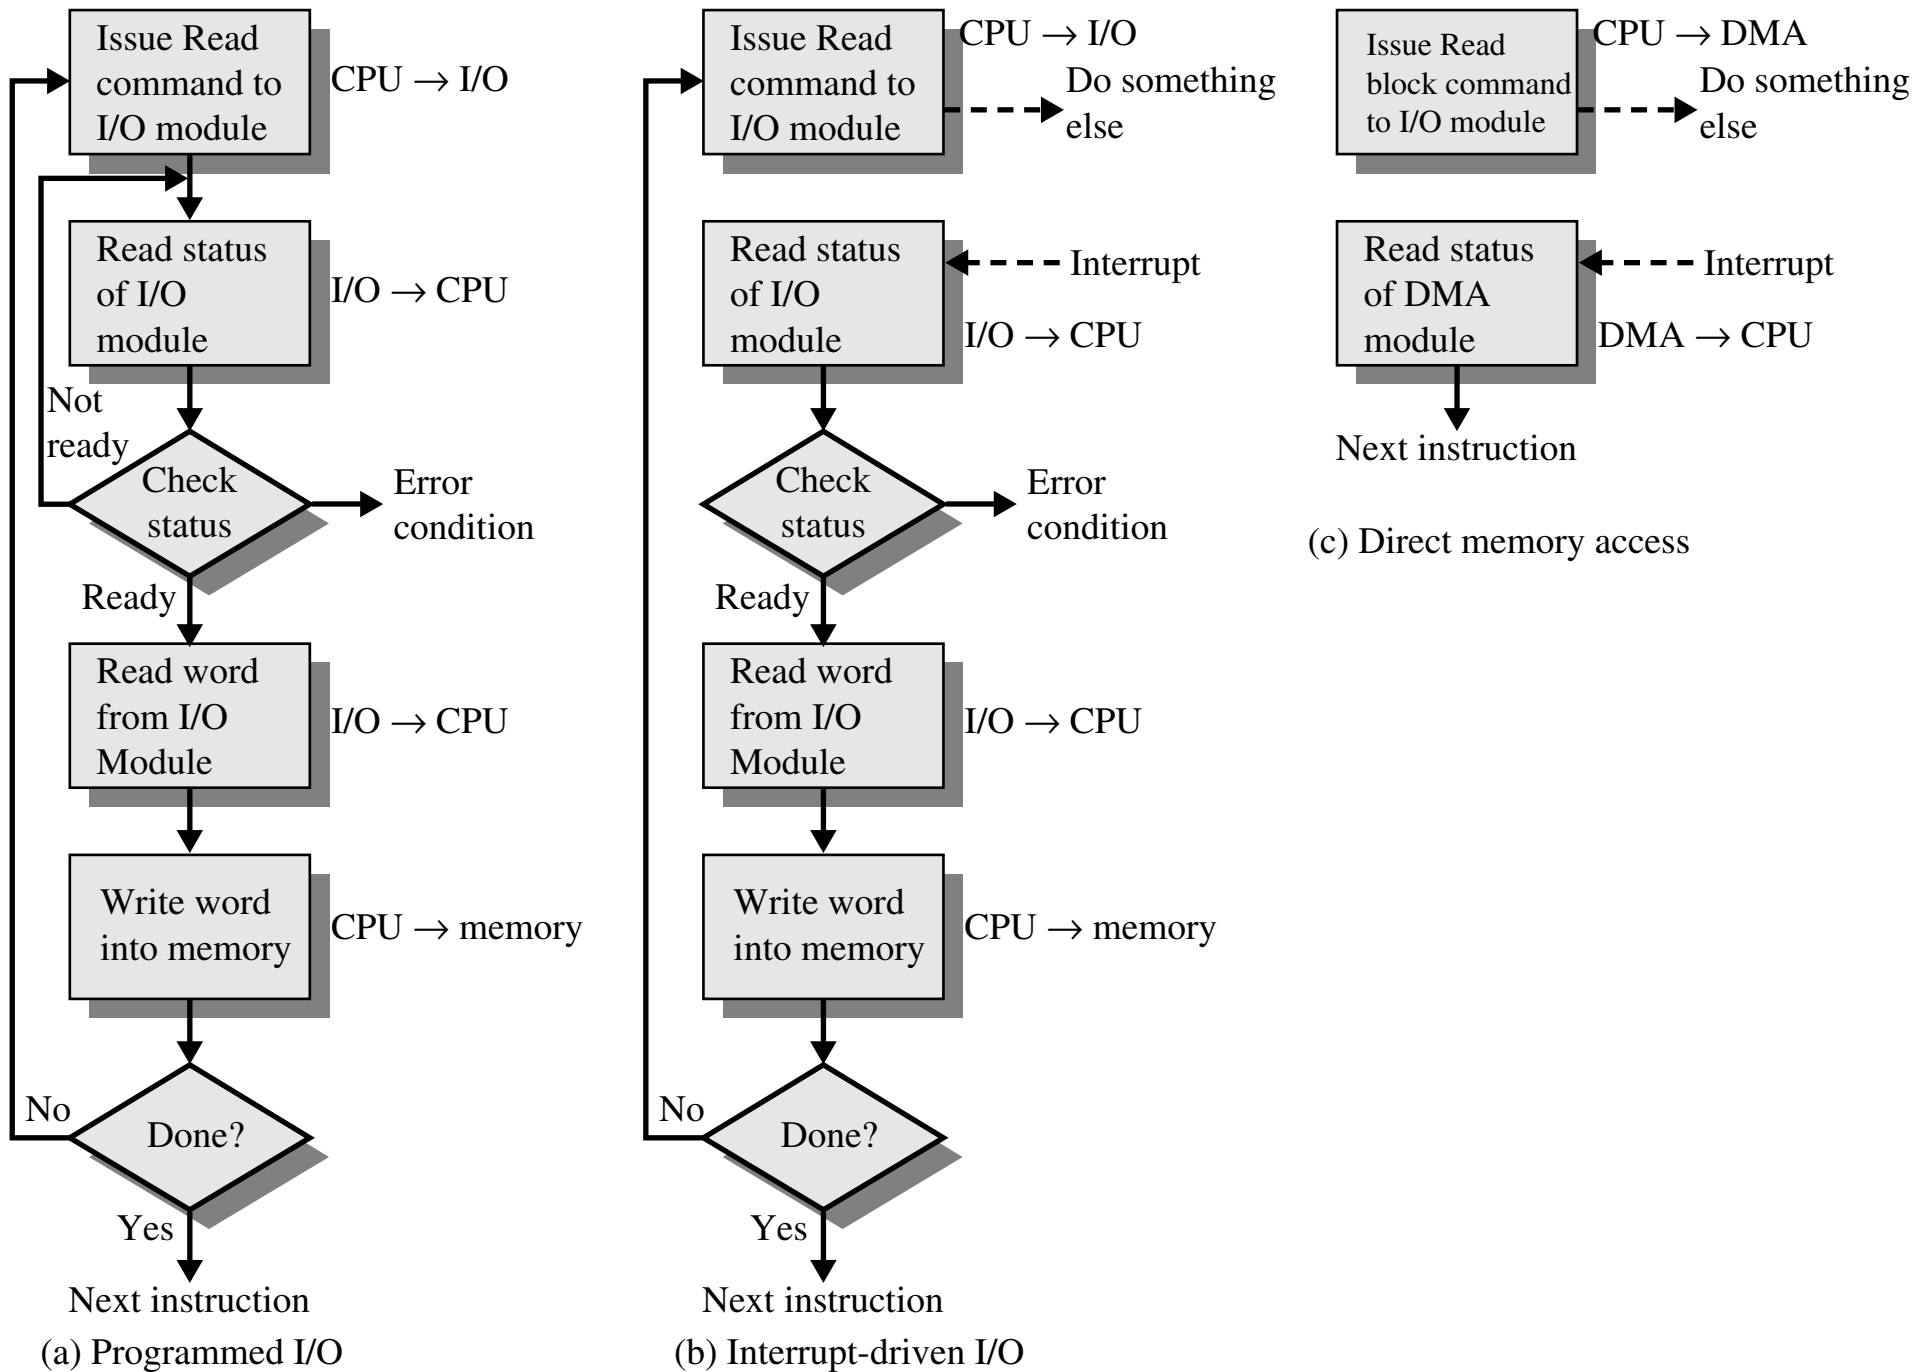 Issue Read
command to
I/O module
CPU → I/O
Read status
of I/O
module
I/O → CPU
Not
ready
Check
status
Error
condition
Ready
Read word
from I/O
Module
I/O → CPU
Write word
into memory
CPU → memory
No
Done?
Yes
Next instruction
(a) Programmed I/O
Issue Read
command to
I/O module
CPU → I/O
Do something
else
Read status
of I/O
module
Interrupt
I/O → CPU
Check
status
Error
condition
Ready
Read word
from I/O
Module
I/O → CPU
Write word
into memory
CPU → memory
No
Done?
Yes
Next instruction
(b) Interrupt-driven I/O
Issue Read
block command
to I/O module
CPU → DMA
Do something
else
Read status
of DMA
module
Interrupt
DMA → CPU
Next instruction
(c) Direct memory access